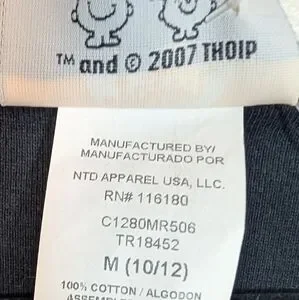 ™ and © 2007 THOIP
MANUFACTURED BY/
MANUFACTURADO POR
NTD APPAREL USA, LLC.
RN# 116180
C1280MR506
TR18452
M (10/12)
100% COTTON / ALGODON